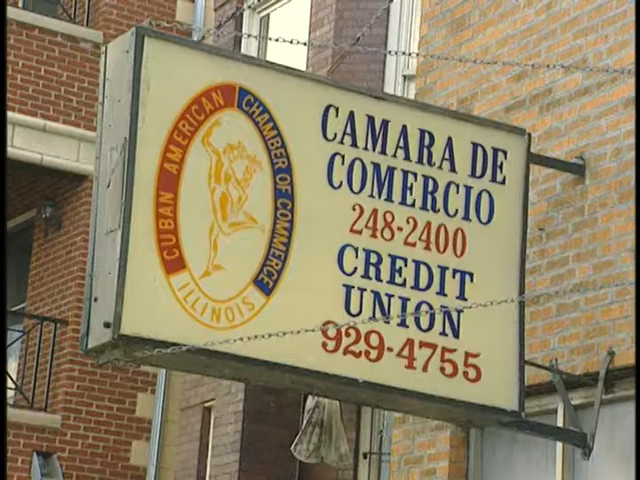 CUBAN AMERICAN
CHAMBER OF COMMERCE
ILLINOIS
CAMARA DE
COMERCIO
248-2400
CREDIT
UNION
929-4755